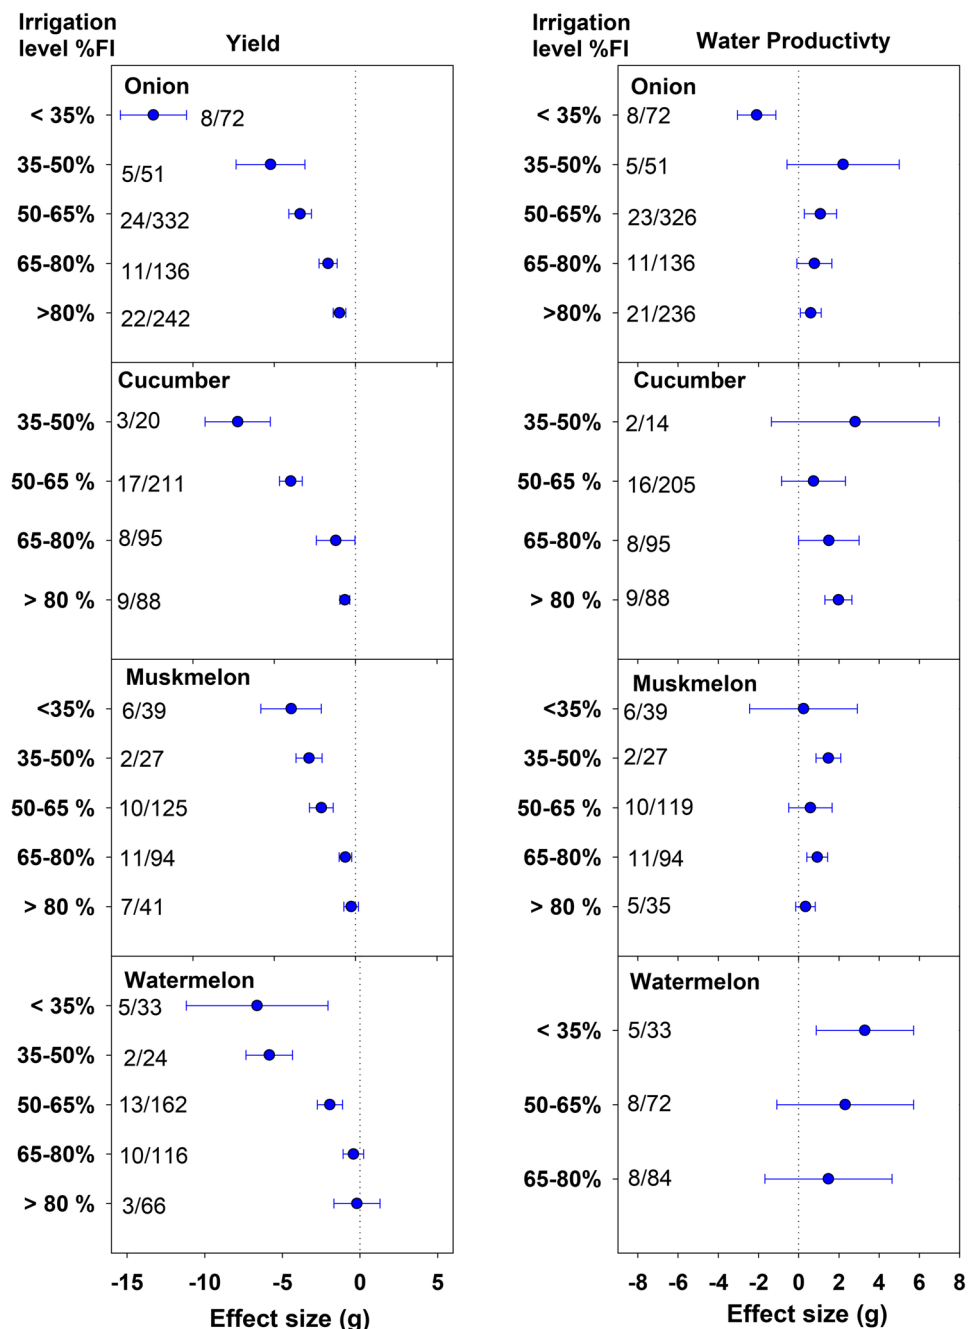 Irrigation
level %FI
Yield
Onion
< 35%
8/72
35-50%
5/51
50-65%
24/332
65-80%
11/136
>80%
22/242
Cucumber
35-50%
3/20
50-65 %
17/211
65-80%
8/95
> 80 %
9/88
Muskmelon
<35%
6/39
35-50%
2/27
50-65 %
10/125
65-80%
11/94
> 80 %
7/41
Watermelon
< 35%
5/33
35-50%
2/24
50-65%
13/162
65-80%
10/116
> 80 %
3/66
-15 -10 -5 0 5
Effect size (g)
Irrigation
level %FI
Water Productivty
Onion
< 35%
8/72
35-50%
5/51
50-65%
23/326
65-80%
11/136
>80%
21/236
Cucumber
35-50%
2/14
50-65 %
16/205
65-80%
8/95
> 80 %
9/88
Muskmelon
<35%
6/39
35-50%
2/27
50-65 %
10/119
65-80%
11/94
> 80 %
5/35
Watermelon
< 35%
5/33
50-65%
8/72
65-80%
8/84
-8 -6 -4 -2 0 2 4 6 8
Effect size (g)